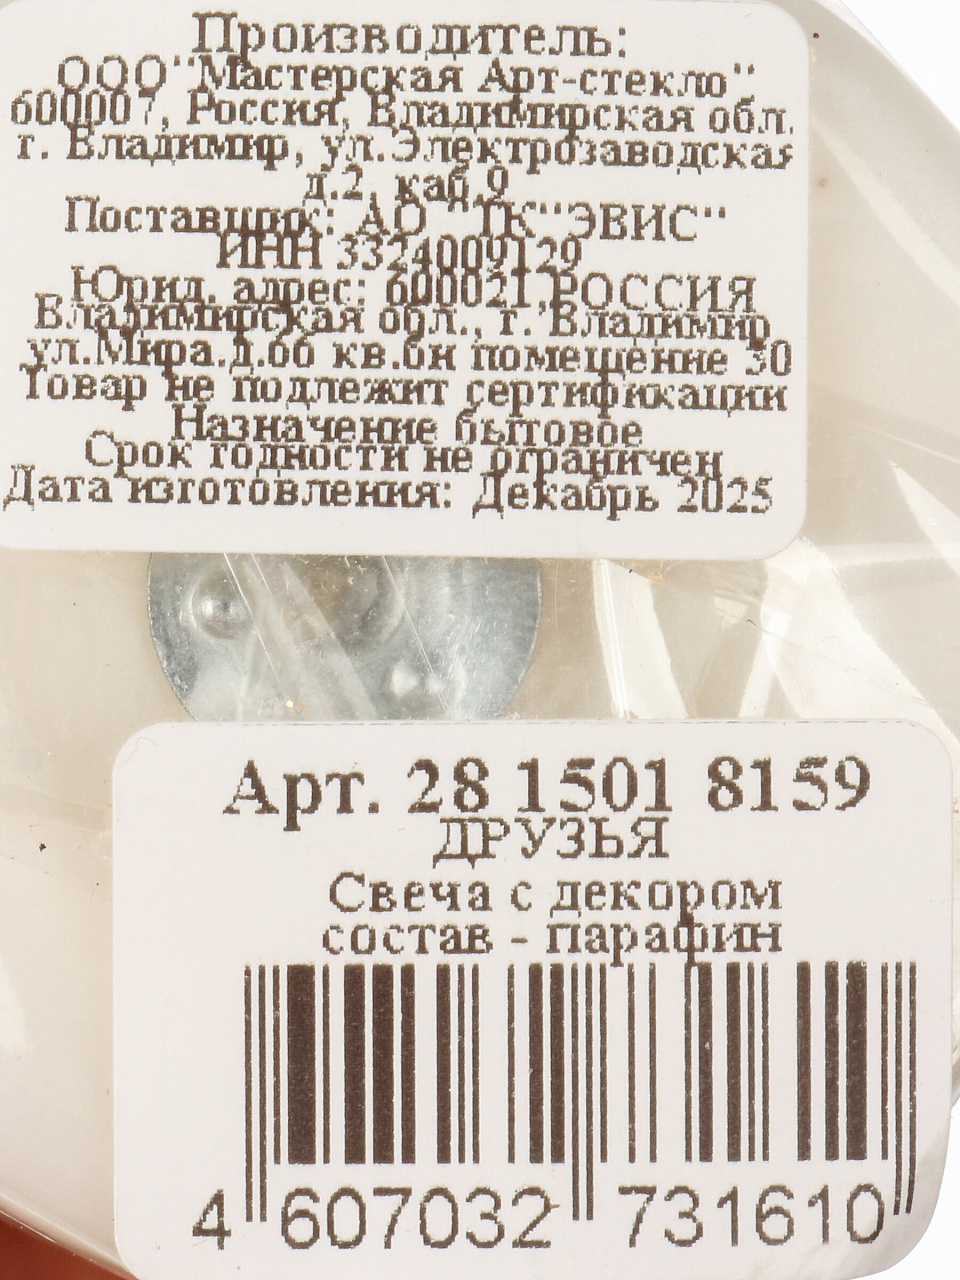 Производитель:
ООО "Мастерская Арт-стекло"
600007, Россия, Владимирская обл.
г. Владимир, ул.Электрозаводская
д.2, каб.9
Поставщик: АО "ТК"ЭВИС"
ИНН 3324009129
Юрид. адрес: 600021,РОССИЯ
Владимирская обл., г. Владимир
ул.Мира.д.6б кв.бн помещение 30
Товар не подлежит сертификации
Назначение бытовое
Срок годности не ограничен
Дата изготовления: Декабрь 2025
Арт. 28 1501 8159
ДРУЗЬЯ
Свеча с декором
состав - парафин
4 607032 731610